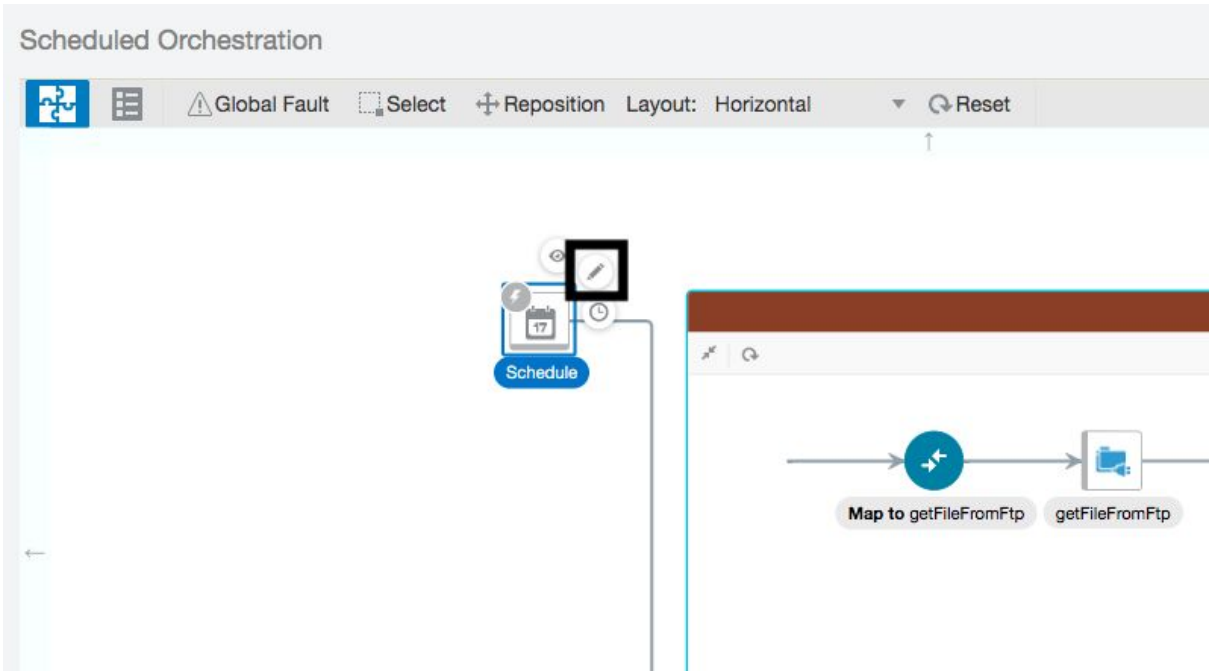 Scheduled Orchestration
Global Fault Select Reposition Layout: Horizontal Reset
17
Schedule
Map to getFileFromFtp getFileFromFtp